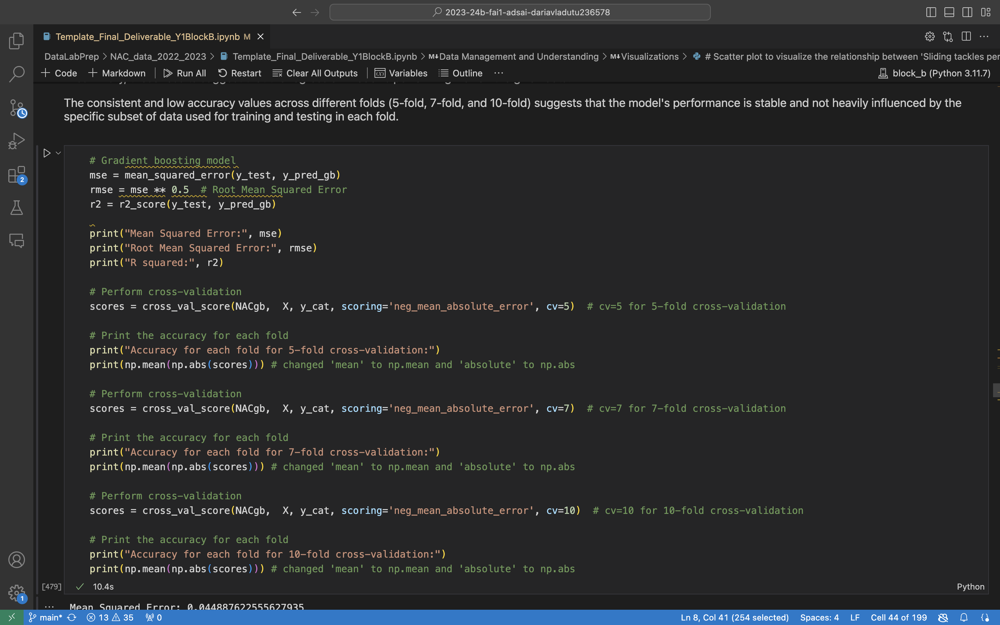 2023-24b-fai1-adsai-dariavladutu236578
Template_Final_Deliverable_Y1BlockB.ipynb M
DataLabPrep > NAC_data_2022_2023 > Template_Final_Deliverable_Y1BlockB.ipynb > M↓Data Management and Understanding > M↓Visualizations > # Scatter plot to visualize the relationship between 'Sliding tackles per
+ Code + Markdown Run All Restart Clear All Outputs Variables Outline ... block_b (Python 3.11.7)
The consistent and low accuracy values across different folds (5-fold, 7-fold, and 10-fold) suggests that the model's performance is stable and not heavily influenced by the
specific subset of data used for training and testing in each fold.
# Gradient boosting model
mse = mean_squared_error(y_test, y_pred_gb)
rmse = mse ** 0.5  # Root Mean Squared Error
r2 = r2_score(y_test, y_pred_gb)
print("Mean Squared Error:", mse)
print("Root Mean Squared Error:", rmse)
print("R squared:", r2)
# Perform cross-validation
scores = cross_val_score(NACgb,  X, y_cat, scoring='neg_mean_absolute_error', cv=5)  # cv=5 for 5-fold cross-validation
# Print the accuracy for each fold
print("Accuracy for each fold for 5-fold cross-validation:")
print(np.mean(np.abs(scores))) # changed 'mean' to np.mean and 'absolute' to np.abs
# Perform cross-validation
scores = cross_val_score(NACgb,  X, y_cat, scoring='neg_mean_absolute_error', cv=7)  # cv=7 for 7-fold cross-validation
# Print the accuracy for each fold
print("Accuracy for each fold for 7-fold cross-validation:")
print(np.mean(np.abs(scores))) # changed 'mean' to np.mean and 'absolute' to np.abs
# Perform cross-validation
scores = cross_val_score(NACgb,  X, y_cat, scoring='neg_mean_absolute_error', cv=10)  # cv=10 for 10-fold cross-validation
# Print the accuracy for each fold
print("Accuracy for each fold for 10-fold cross-validation:")
print(np.mean(np.abs(scores))) # changed 'mean' to np.mean and 'absolute' to np.abs
[479] 10.4s Python
2
1
... Mean Squared Error: 0.044887622555627935
main* 13 35 0 Ln 8, Col 41 (254 selected) Spaces: 4 LF Cell 44 of 199